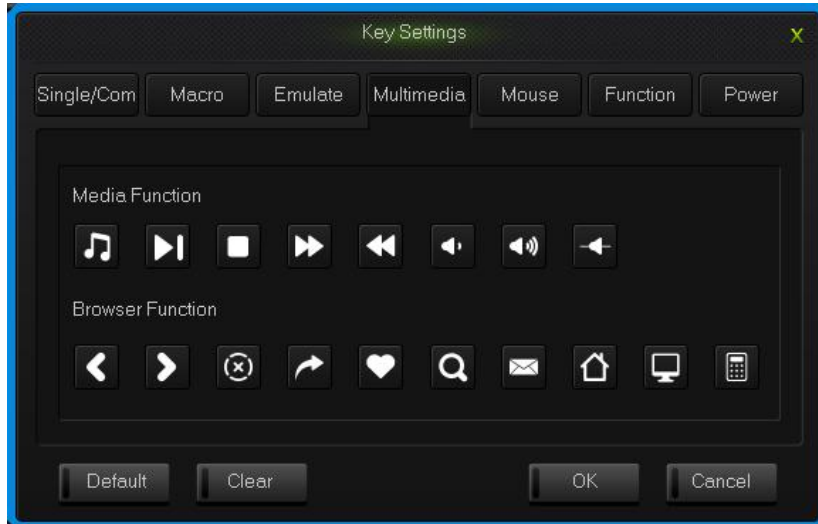 Key Settings
X
Single/Com Macro Emulate Multimedia Mouse Function Power
Media Function
Browser Function
Default Clear OK Cancel